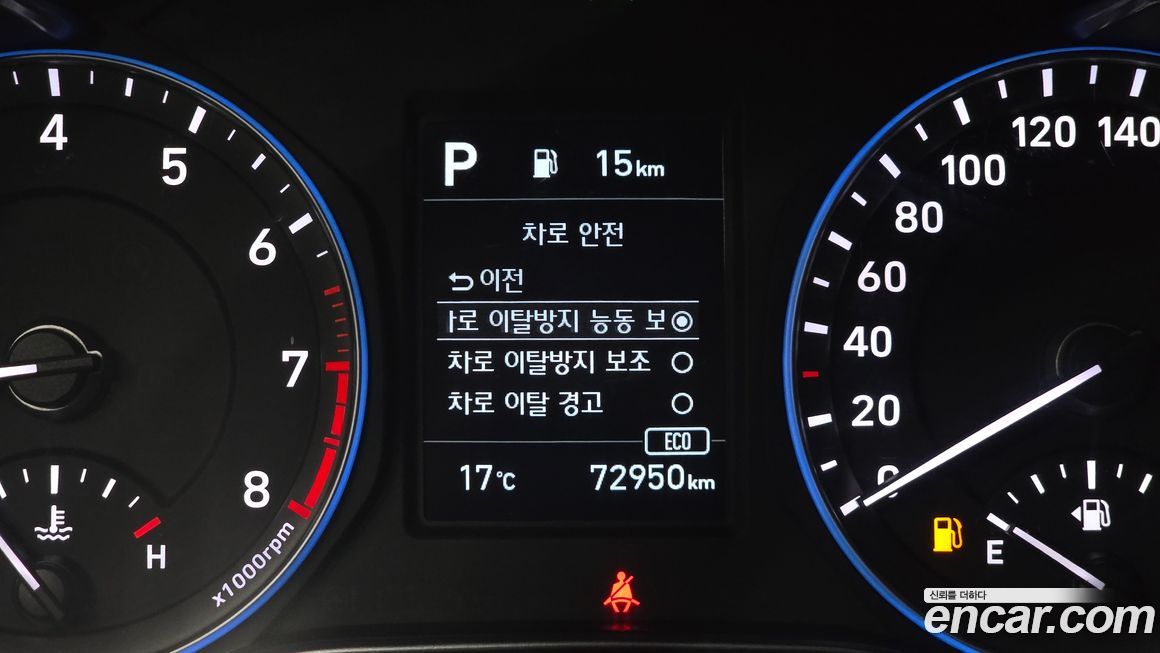 4
5
6
7
8
x1000rpm
H
P 15km
차로 안전
이전
로 이탈방지 능동 보
차로 이탈방지 보조
차로 이탈 경고
ECO
17℃ 72950km
0
20
40
60
80
100
120
140
E
신뢰를 더하다
encar.com